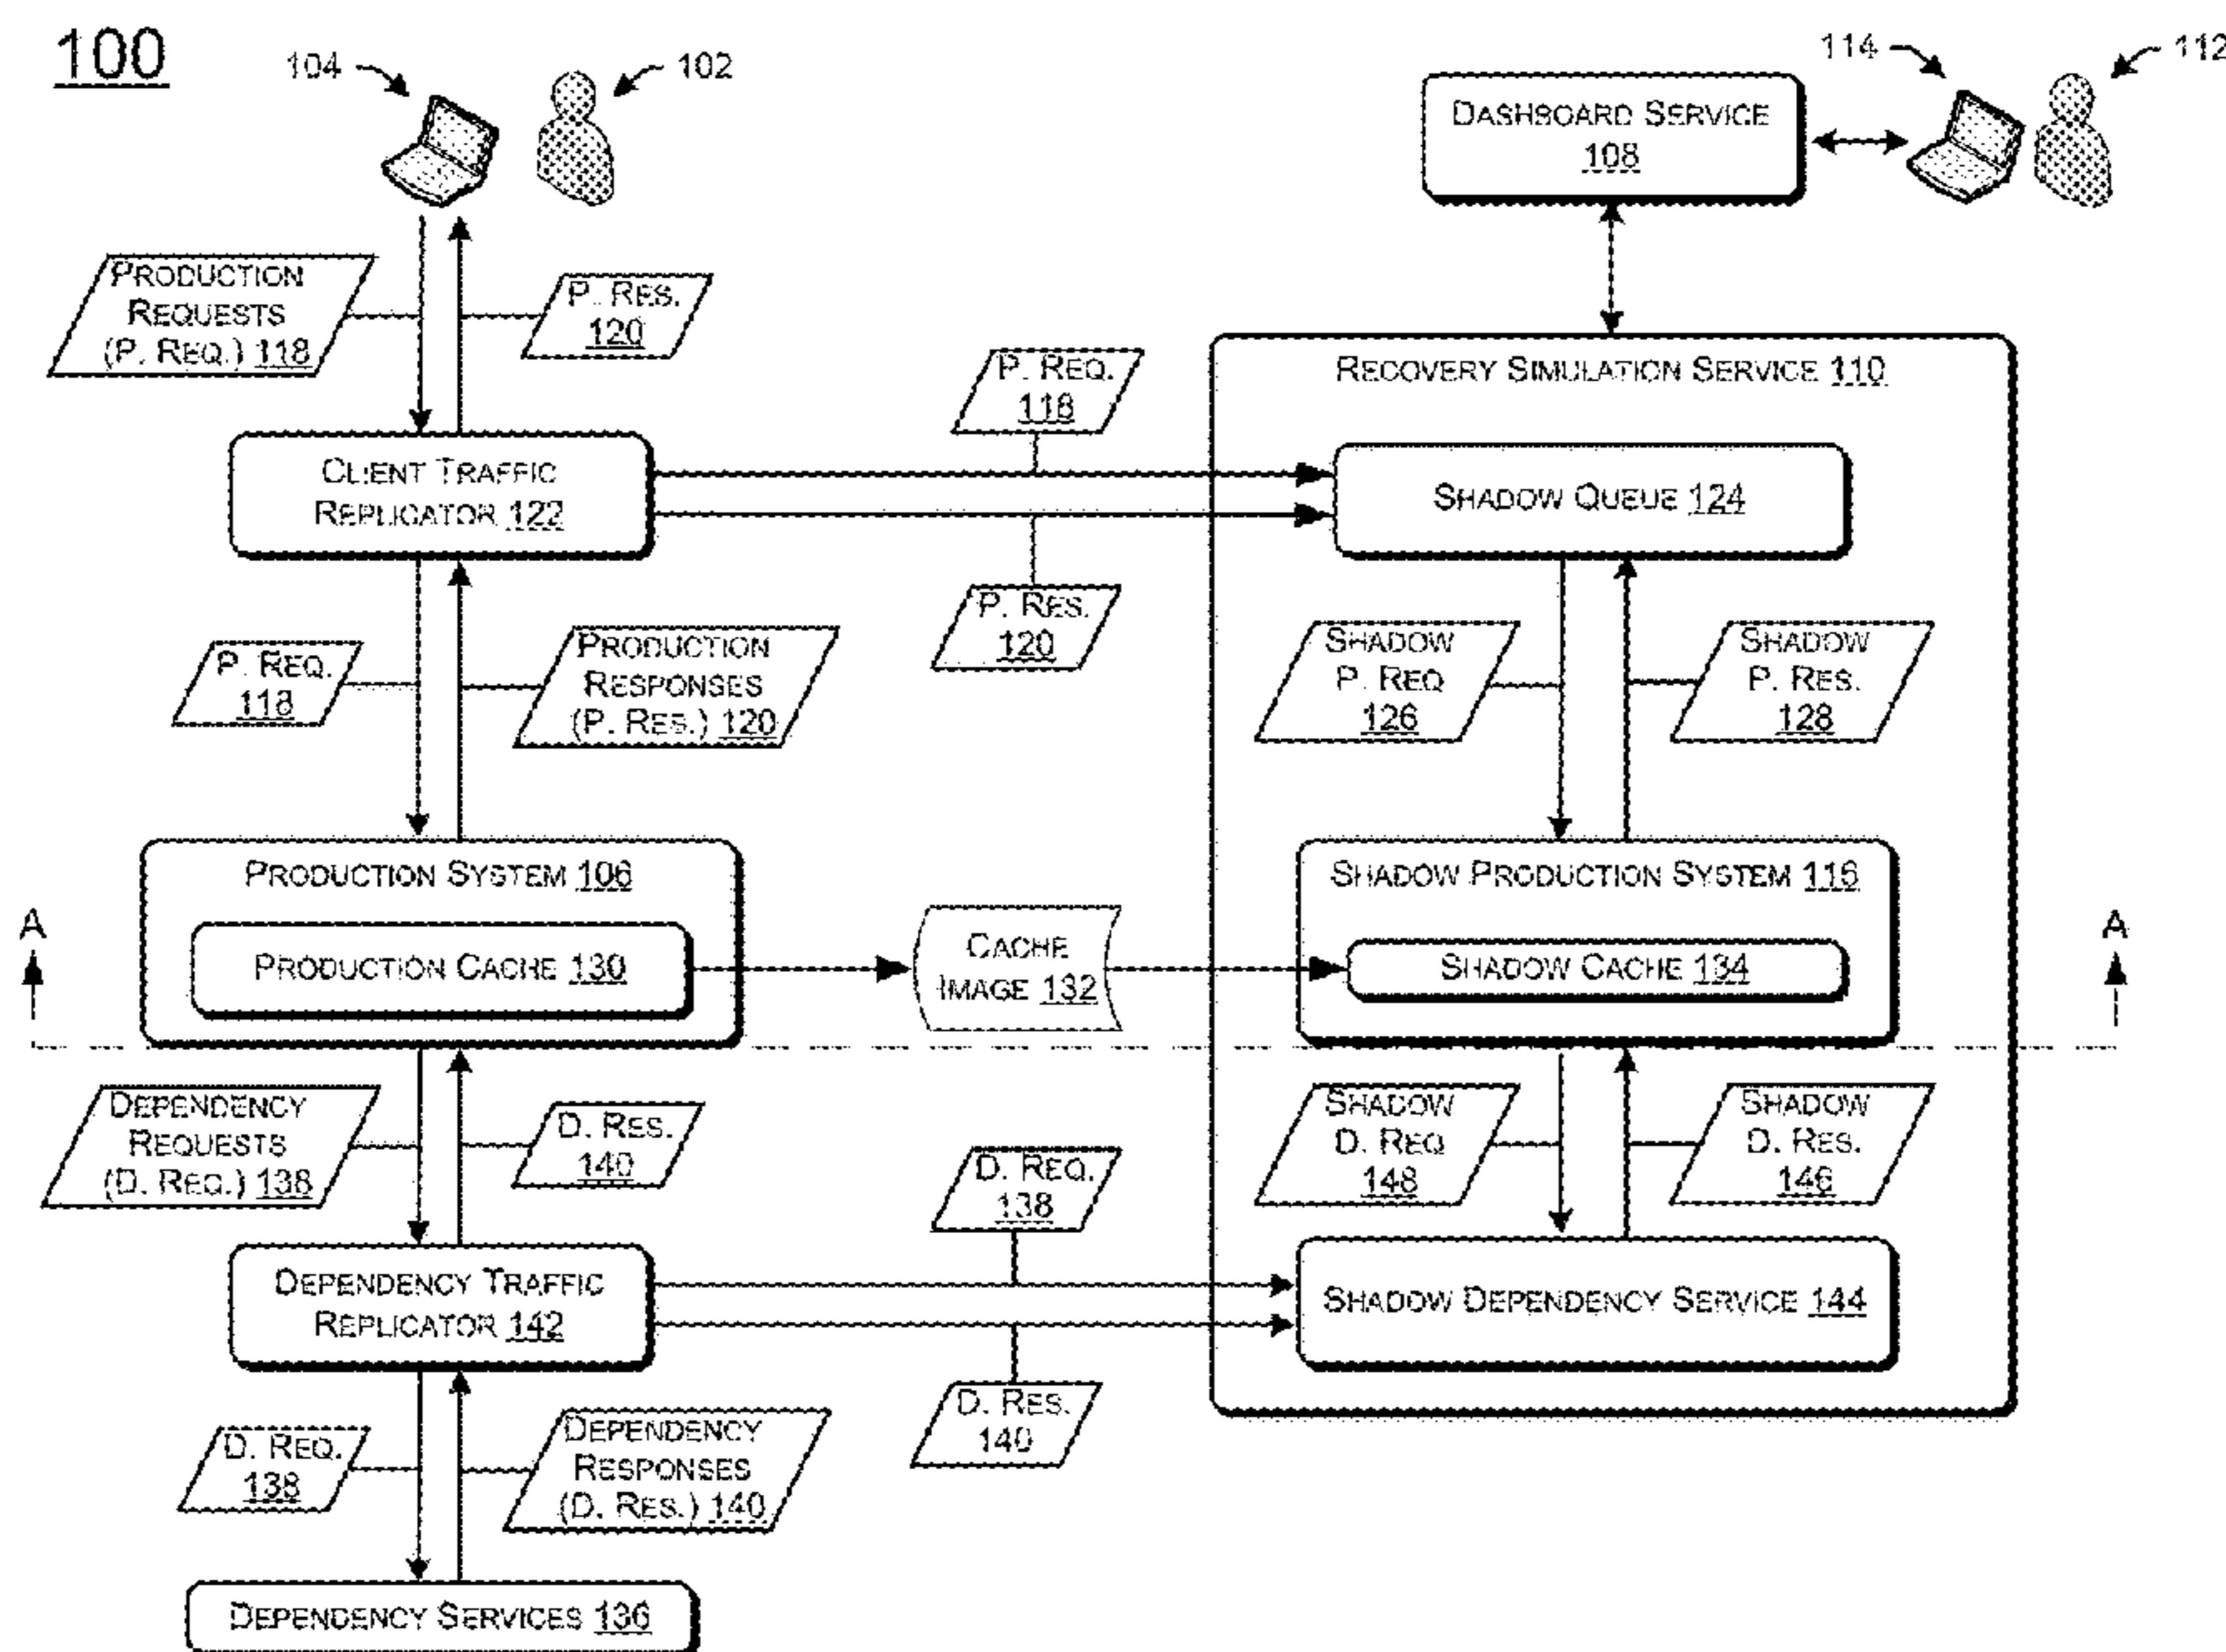 100
104
102
114
112
DASHBOARD SERVICE
108
PRODUCTION
REQUESTS
(P. REQ.) 118
P. RES.
120
P. REQ.
118
RECOVERY SIMULATION SERVICE 110
CLIENT TRAFFIC
REPLICATOR 122
SHADOW QUEUE 124
P. RES.
120
P. REQ.
118
PRODUCTION
RESPONSES
(P. RES.) 120
SHADOW
P. REQ
126
SHADOW
P. RES.
128
PRODUCTION SYSTEM 106
SHADOW PRODUCTION SYSTEM 116
A
A
PRODUCTION CACHE 130
CACHE
IMAGE 132
SHADOW CACHE 134
DEPENDENCY
REQUESTS
(D. REQ.) 138
D. RES.
140
D. REQ.
138
SHADOW
D. REQ
148
SHADOW
D. RES.
146
DEPENDENCY TRAFFIC
REPLICATOR 142
SHADOW DEPENDENCY SERVICE 144
D. RES.
140
D. REQ.
138
DEPENDENCY
RESPONSES
(D. RES.) 140
DEPENDENCY SERVICES 136